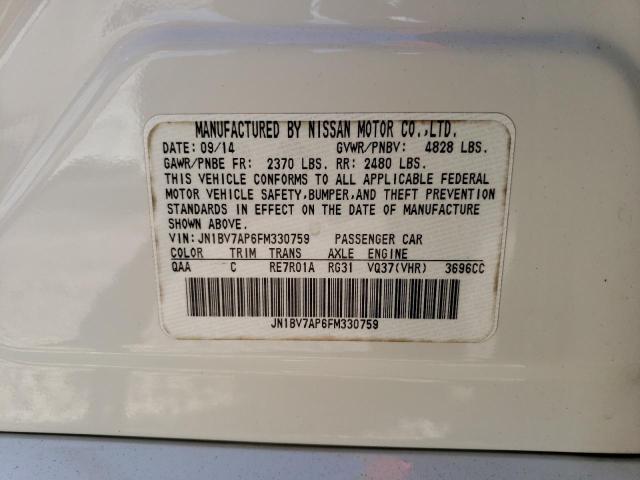 MANUFACTURED BY NISSAN MOTOR CO.,LTD.
DATE: 09/14 GVWR/PNBV: 4828 LBS.
GAWR/PNBE FR: 2370 LBS. RR: 2480 LBS.
THIS VEHICLE CONFORMS TO ALL APPLICABLE FEDERAL
MOTOR VEHICLE SAFETY,BUMPER,AND THEFT PREVENTION
STANDARDS IN EFFECT ON THE DATE OF MANUFACTURE
SHOWN ABOVE.
VIN:JN1BV7AP6FM330759 PASSENGER CAR
COLOR TRIM TRANS AXLE ENGINE
QAA C RE7R01A RG31 VQ37(VHR) 3696CC
JN1BV7AP6FM330759